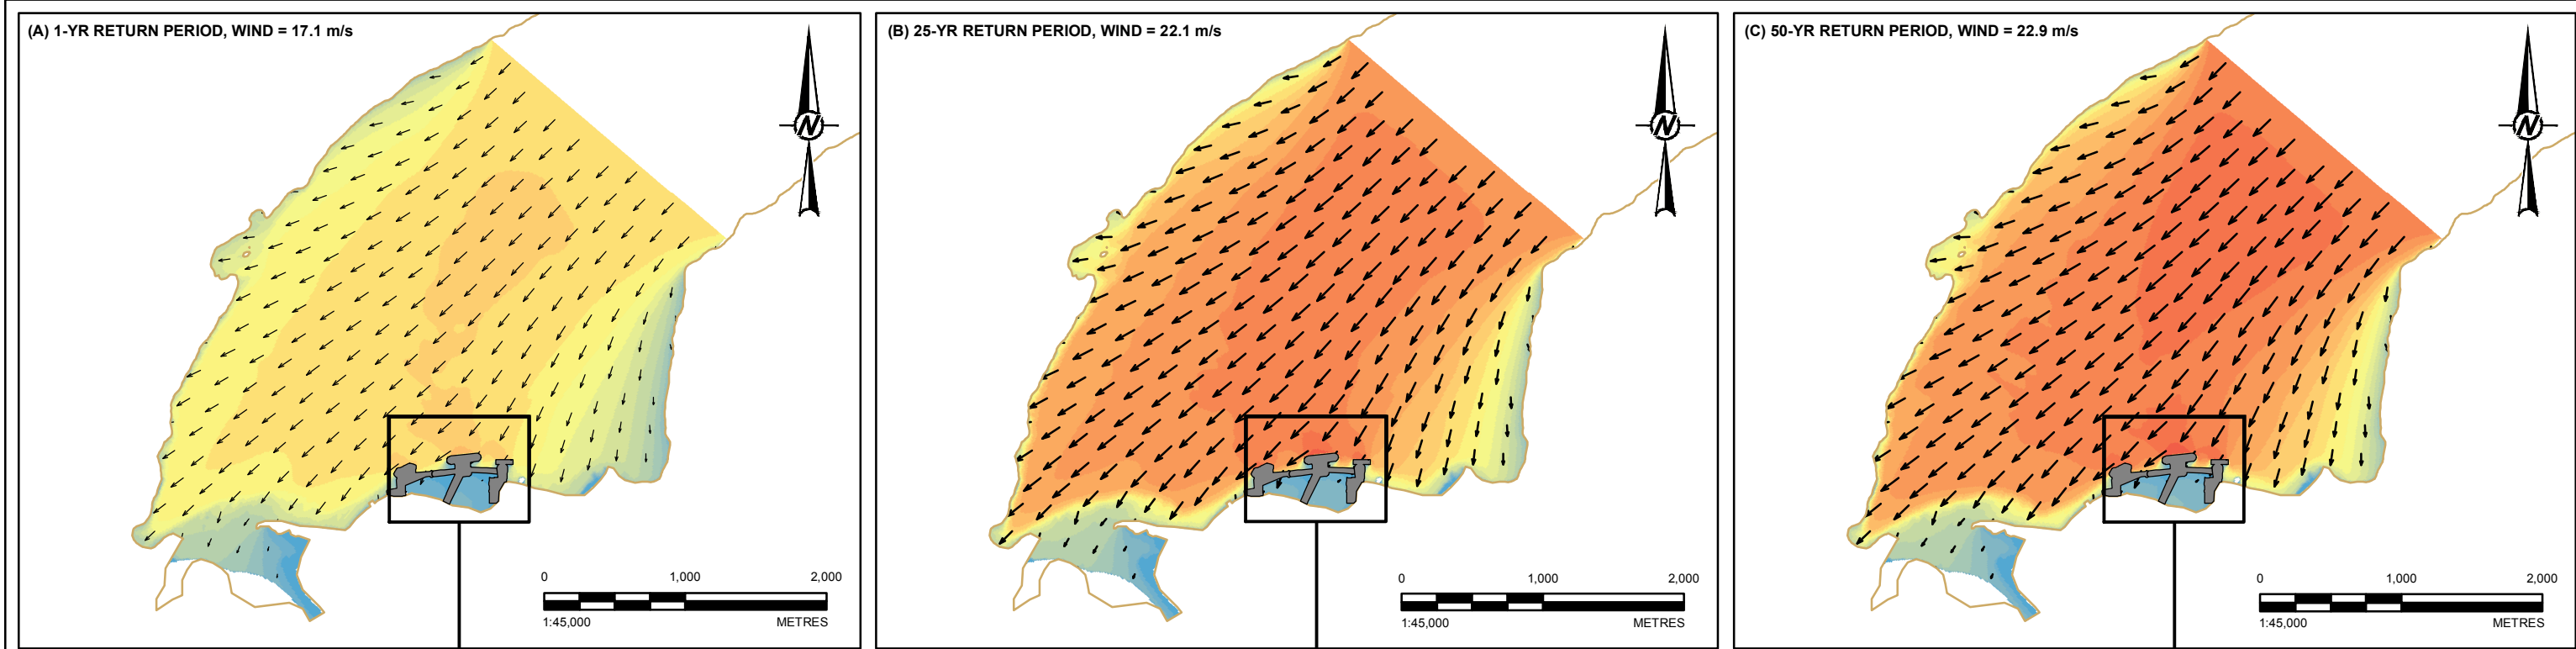 (A) 1-YR RETURN PERIOD, WIND = 17.1 m/s
N
0 1,000 2,000
1:45,000 METRES
(B) 25-YR RETURN PERIOD, WIND = 22.1 m/s
N
0 1,000 2,000
1:45,000 METRES
(C) 50-YR RETURN PERIOD, WIND = 22.9 m/s
N
0 1,000 2,000
1:45,000 METRES